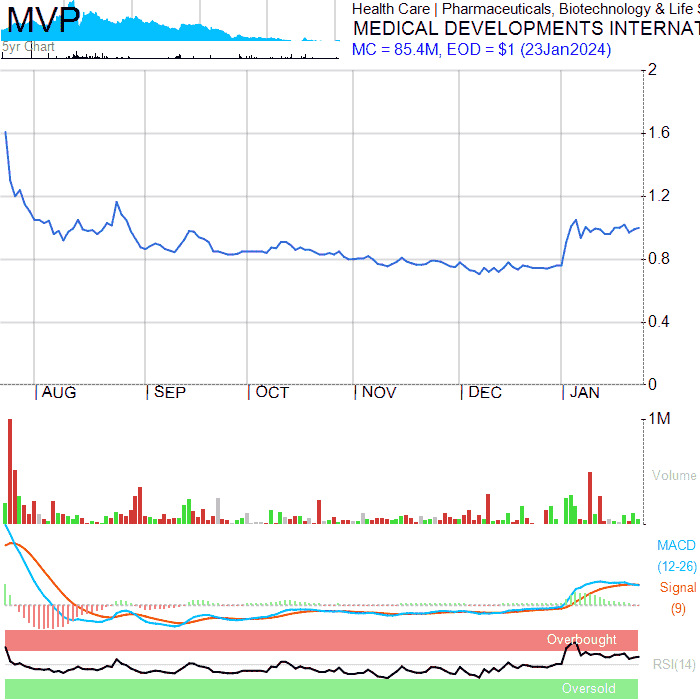 MVP
5yr Chart
Health Care | Pharmaceuticals, Biotechnology & Life S
MEDICAL DEVELOPMENTS INTERNAT
MC = 85.4M, EOD = $1 (23Jan2024)
2
1.6
1.2
0.8
0.4
0
AUG SEP OCT NOV DEC JAN
1M
Volume
MACD
(12-26)
Signal
(9)
Overbought
RSI(14)
Oversold